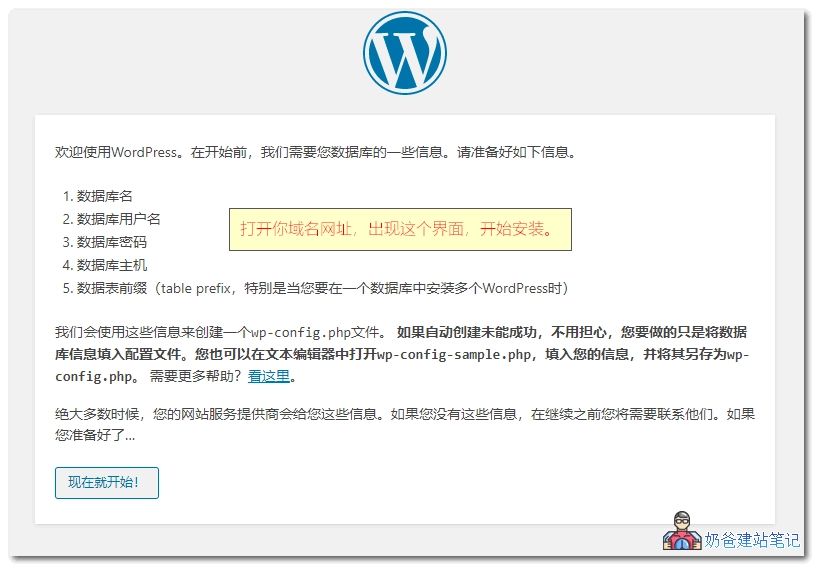 欢迎使用WordPress。在开始前，我们需要您数据库的一些信息。请准备好如下信息。
1. 数据库名
2. 数据库用户名
打开你域名网址，出现这个界面，开始安装。
3. 数据库密码
4. 数据库主机
5. 数据表前缀（table prefix，特别是当您要在一个数据库中安装多个WordPress时）
我们会使用这些信息来创建一个wp-config.php文件。 如果自动创建未能成功，不用担心，您要做的只是将数据
库信息填入配置文件。您也可以在文本编辑器中打开wp-config-sample.php，填入您的信息，并将其另存为wp-
config.php。 需要更多帮助？看这里。
绝大多数时候，您的网站服务提供商会给您这些信息。如果您没有这些信息，在继续之前您将需要联系他们。如果
您准备好了…
现在就开始！
奶爸建站笔记